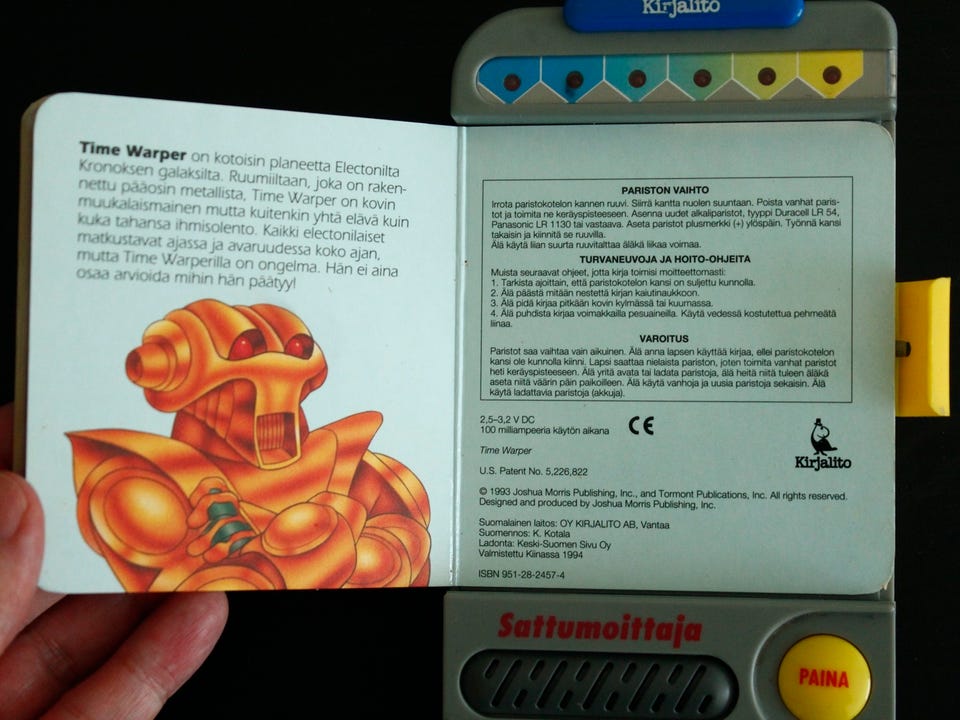 Kirjalito
Time Warper on kotoisin planeetta Electonilta
Kronoksen galaksilta. Ruumiiltaan, joka on raken-
nettu pääosin metallista, Time Warper on kovin
muukalaismainen mutta kuitenkin yhtä elävä kuin
kuka tahansa ihmisolento. Kaikki electonilaiset
matkustavat ajassa ja avaruudessa koko ajan,
mutta Time Warperilla on ongelma. Hän ei aina
osaa arvioida mihin hän päätyy!
PARISTON VAIHTO
Irrota paristokotelon kannen ruuvi. Siirrä kantta nuolen suuntaan. Poista vanhat paris-
tot ja toimita ne keräyspisteeseen. Asenna uudet alkaliparistot, tyyppi Duracell LR 54,
Panasonic LR 1130 tai vastaava. Aseta paristot plusmerkki (+) ylöspäin. Työnnä kansi
takaisin ja kiinnitä se ruuvilla.
Älä käytä liian suurta ruuvitalttaa äläkä liikaa voimaa.
TURVANEUVOJA JA HOITO-OHJEITA
Muista seuraavat ohjeet, jotta kirja toimisi moitteettomasti:
1. Tarkista ajoittain, että paristokotelon kansi on suljettu kunnolla.
2. Älä päästä mitään nestettä kirjan kaiutinaukkoon.
3. Älä pidä kirjaa pitkään kovin kylmässä tai kuumassa.
4. Älä puhdista kirjaa voimakkailla pesuaineilla. Käytä vedessä kostutettua pehmeätä
liinaa.
VAROITUS
Paristot saa vaihtaa vain aikuinen. Älä anna lapsen käyttää kirjaa, ellei paristokotelon
kansi ole kunnolla kiinni. Lapsi saattaa nielaista pariston, joten toimita vanhat paristot
heti keräyspisteeseen. Älä yritä avata tai ladata paristoja, älä heitä niitä tuleen äläkä
aseta niitä väärin päin paikoilleen. Älä käytä vanhoja ja uusia paristoja sekaisin. Älä
käytä ladattavia paristoja (akkuja).
2,5–3,2 V DC
100 milliampeeria käytön aikana
CE
Time Warper
Kirjalito
U.S. Patent No. 5,226,822
© 1993 Joshua Morris Publishing, Inc., and Tormont Publications, Inc. All rights reserved.
Designed and produced by Joshua Morris Publishing, Inc.
Suomalainen laitos: OY KIRJALITO AB, Vantaa
Suomennos: K. Kotala
Ladonta: Keski-Suomen Sivu Oy
Valmistettu Kiinassa 1994
ISBN 951-28-2457-4
Sattumoittaja
PAINA